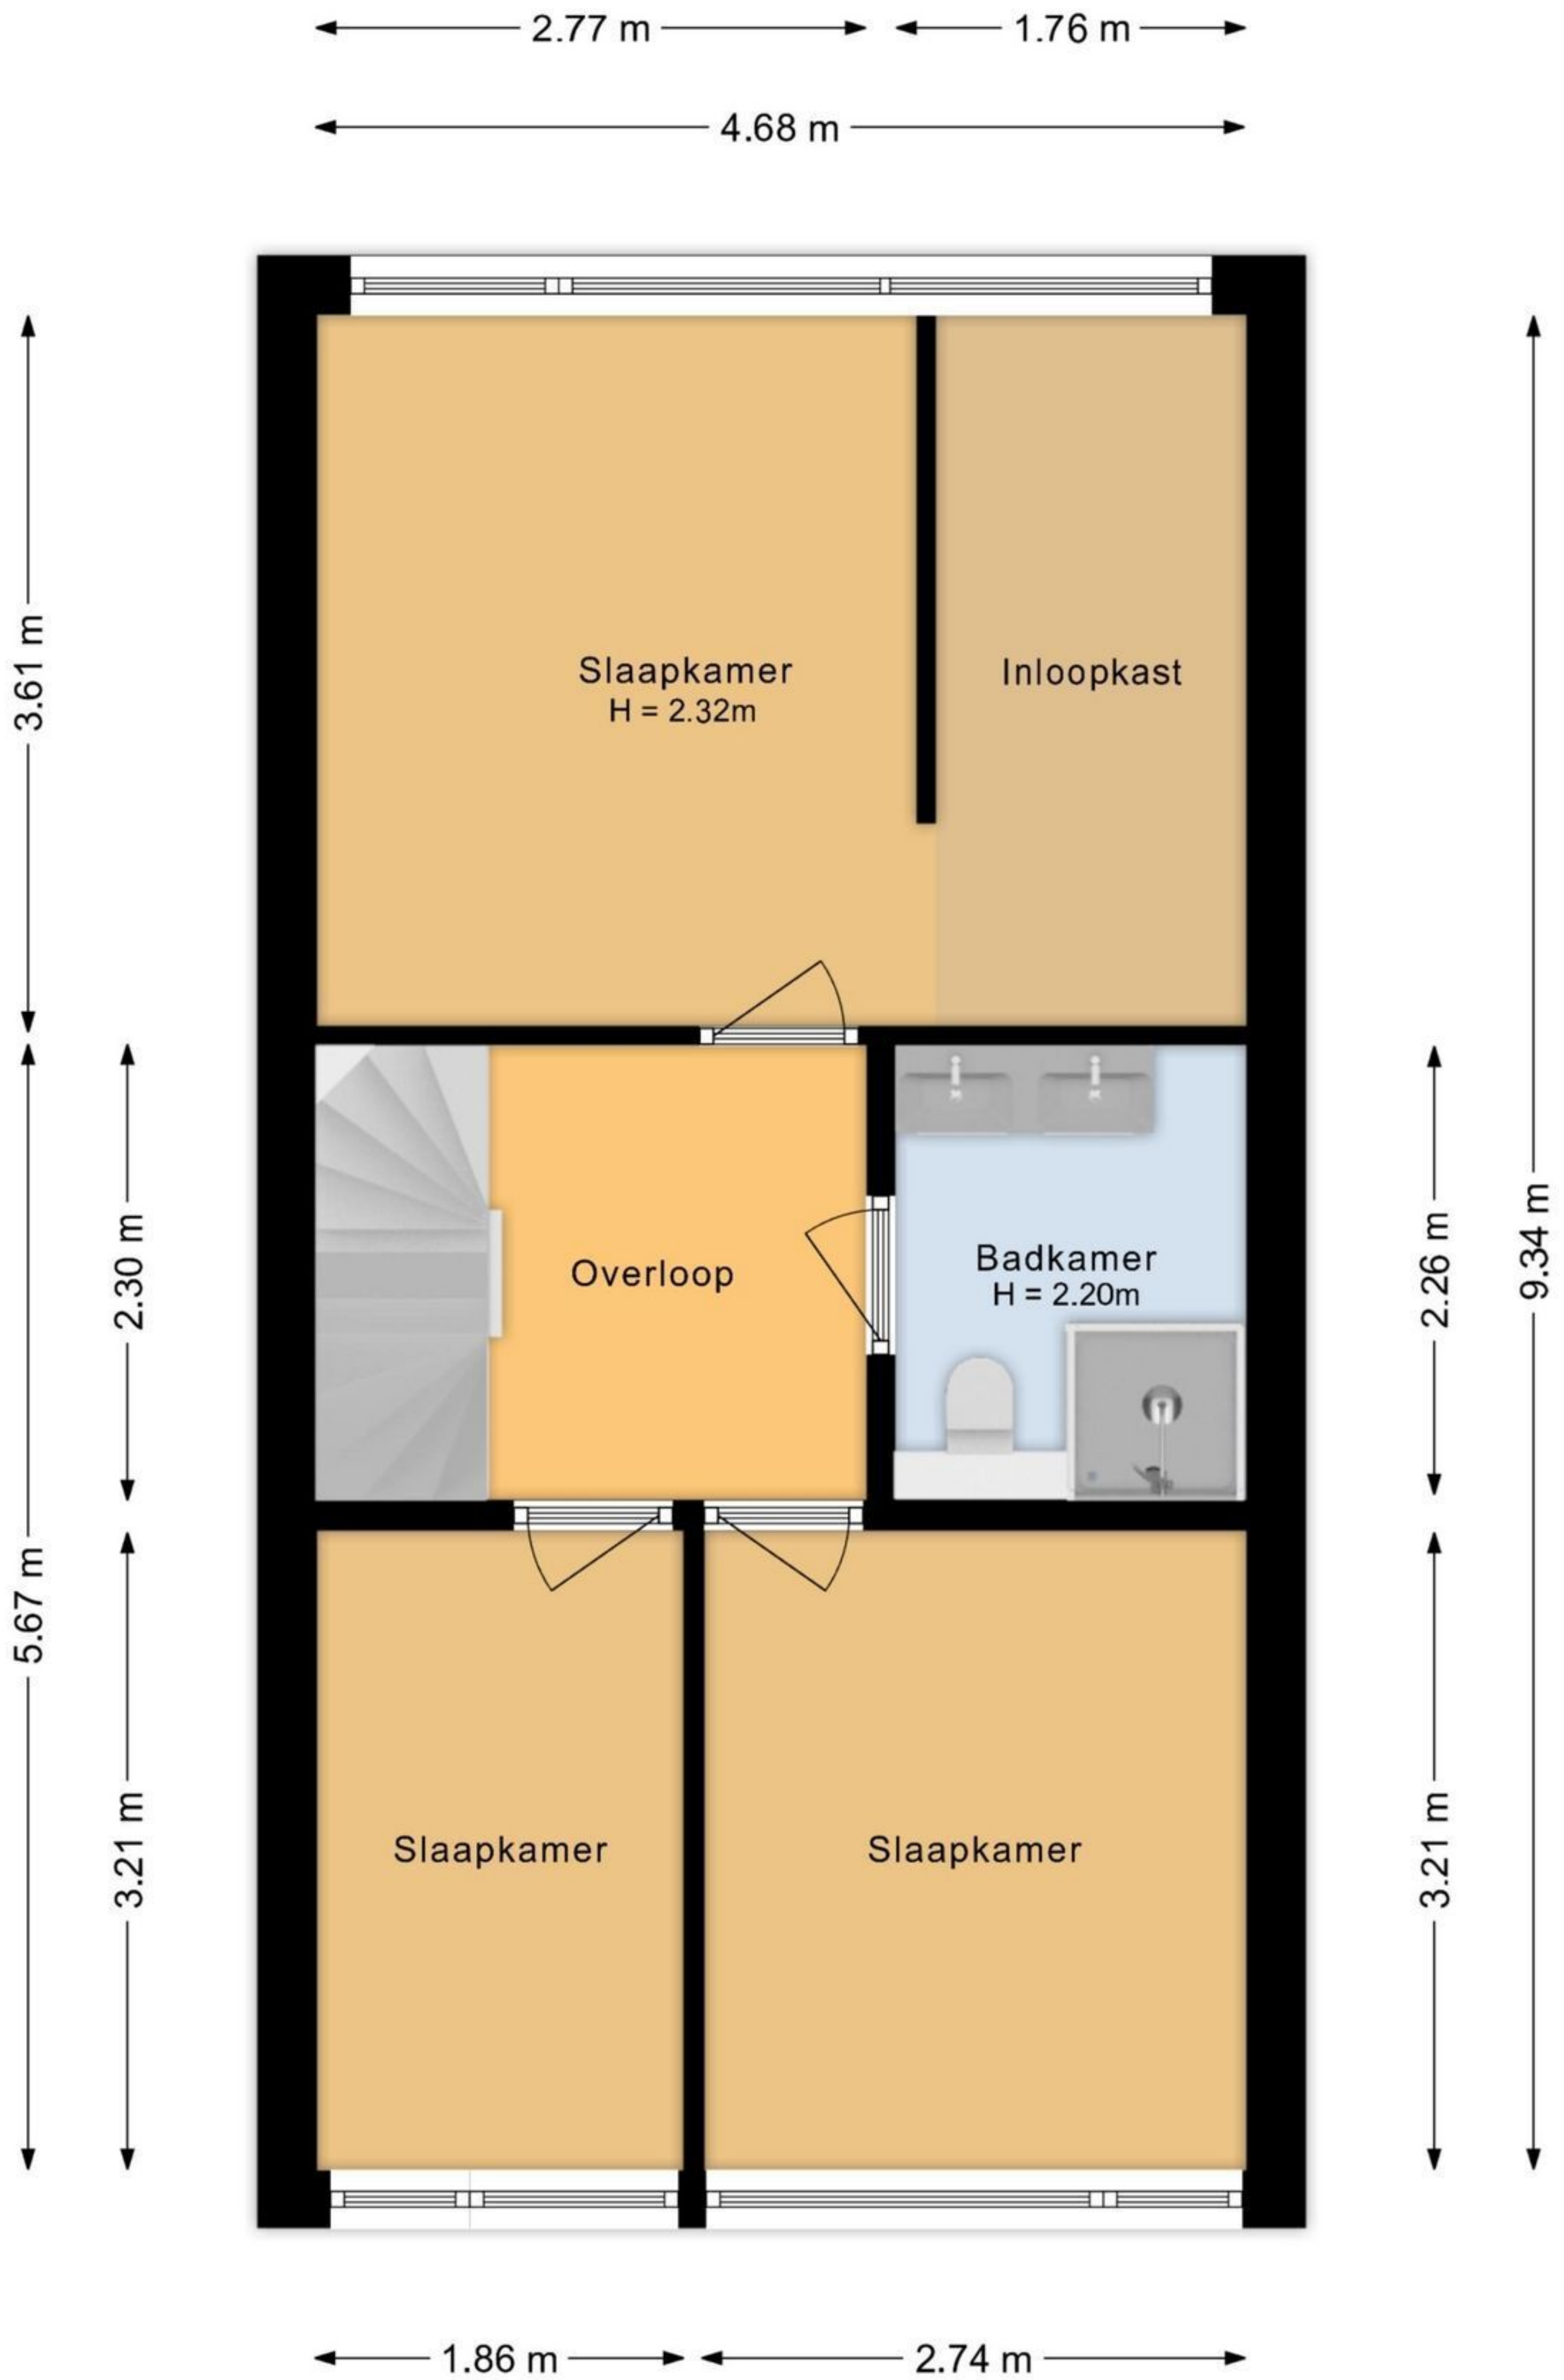 2.77 m
1.76 m
4.68 m
3.61 m
Slaapkamer
H = 2.32m
Inloopkast
2.30 m
Overloop
Badkamer
H = 2.20m
2.26 m
9.34 m
5.67 m
3.21 m
Slaapkamer
Slaapkamer
3.21 m
1.86 m
2.74 m